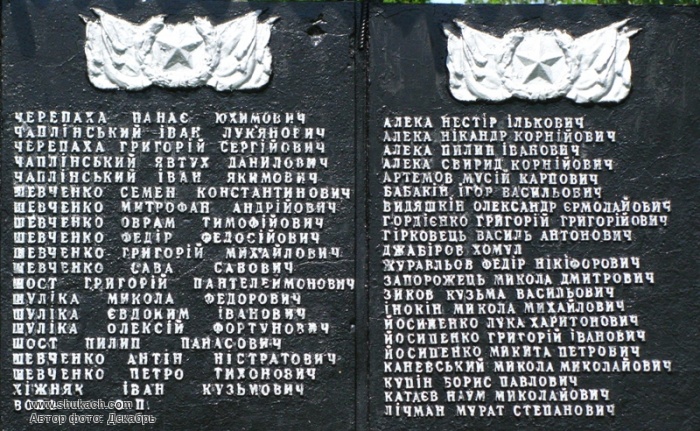 ЧЕРЕПАХА ПАНАЄ ЮХИМОВИЧ
ЧАПЛІНСЬКИЙ ІВАН ЛУКЯНОВИЧ
ЧЕРЕПАХА ГРИГОРІЙ СЕРГІЙОВИЧ
ЧАПЛІНСЬКИЙ ЯВТУХ ДАНИЛОВИЧ
ЧАПЛІНСЬКИЙ ІВАН ЯКИМОВИЧ
ШЕВЧЕНКО СЕМЕН КОНСТАНТИНОВИЧ
ШЕВЧЕНКО МИТРОФАН АНДРІЙОВИЧ
ШЕВЧЕНКО ОВРАМ ТИМОФІЙОВИЧ
ШЕВЧЕНКО ФЕДІР ФЕДОСІЙОВИЧ
ШЕВЧЕНКО ГРИГОРІЙ МИХАЙЛОВИЧ
ШЕВЧЕНКО САВА САВОВИЧ
ШОСТ ГРИГОРІЙ ПАНТЕЛЕЙМОНОВИЧ
ШУЛІКА МИКОЛА ФЕДОРОВИЧ
ШУЛІКА ЄВДОКИМ ІВАНОВИЧ
ШУЛІКА ОЛЕКСІЙ ФОРТУНОВИЧ
ШОСТ ПИЛИП ПАНАСОВИЧ
ШЕВЧЕНКО АНТІН НІСТРАТОВИЧ
ШЕВЧЕНКО ПЕТРО ТИХОНОВИЧ
ХІЖНЯК ІВАН КУЗЬМОВИЧ
www.shukach.com
Автор фото: Декабрь
АЛЕКА НЕСТІР ІЛЬКОВИЧ
АЛЕКА НІКАНДР КОРНІЙОВИЧ
АЛЕКА ПИЛИП ІВАНОВИЧ
АЛЕКА СВИРИД КОРНІЙОВИЧ
АРТЕМОВ МУСІЙ КАРПОВИЧ
БАБАКІН ІГОР ВАСИЛЬОВИЧ
ВИДЯШКІН ОЛЕКСАНДР ЄРМОЛАЙОВИЧ
ГОРДІЄНКО ГРИГОРІЙ ГРИГОРІЙОВИЧ
ГІРКОВЕЦЬ ВАСИЛЬ АНТОНОВИЧ
ДЖАБІРОВ ХОМУЛ
ЖУРАВЛЬОВ ФЕДІР НІКІФОРОВИЧ
ЗАПОРОЖЕЦЬ МИКОЛА ДМИТРОВИЧ
ЗИКОВ КУЗЬМА ВАСИЛЬОВИЧ
ІНОКІН МИКОЛА МИХАЙЛОВИЧ
ЙОСИПЕНКО ЛУКА ХАРИТОНОВИЧ
ЙОСИПЕНКО ГРИГОРІЙ ІВАНОВИЧ
ЙОСИПЕНКО МИКИТА ПЕТРОВИЧ
КАНЕВСЬКИЙ МИКОЛА МИКОЛАЙОВИЧ
КУПІН БОРИС ПАВЛОВИЧ
КАТАЄВ НАУМ МИКОЛАЙОВИЧ
ЛІЧМАН МУРАТ СТЕПАНОВИЧ